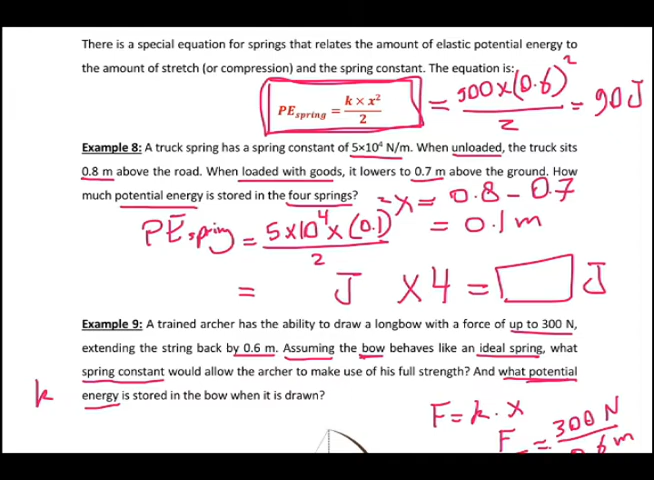 There is a special equation for springs that relates the amount of elastic potential energy to
the amount of stretch (or compression) and the spring constant. The equation is:
PEspring = k × x² / 2 = 500 × (0.6)² / 2 = 90 J
Example 8: A truck spring has a spring constant of 5×10⁴ N/m. When unloaded, the truck sits
0.8 m above the road. When loaded with goods, it lowers to 0.7 m above the ground. How
much potential energy is stored in the four springs?
x = 0.8 - 0.7
= 0.1 m
PEspring = 5×10⁴ × (0.1)² / 2
= J × 4 = J
Example 9: A trained archer has the ability to draw a longbow with a force of up to 300 N,
extending the string back by 0.6 m. Assuming the bow behaves like an ideal spring, what
spring constant would allow the archer to make use of his full strength? And what potential
energy is stored in the bow when it is drawn?
k
F = k . x
F = 300 N
m